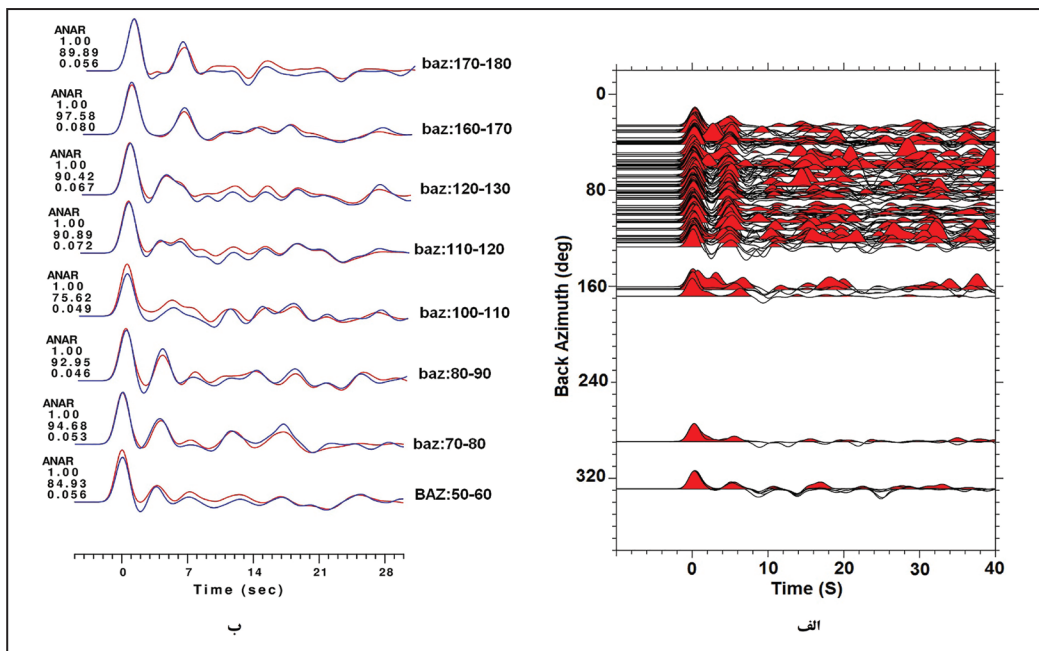 ANAR
1.00
89.89
0.056
baz:170-180
ANAR
1.00
97.58
0.080
baz:160-170
ANAR
1.00
90.42
0.067
baz:120-130
ANAR
1.00
90.89
0.072
baz:110-120
ANAR
1.00
75.62
0.049
baz:100-110
ANAR
1.00
92.95
0.046
baz:80-90
ANAR
1.00
94.68
0.053
baz:70-80
ANAR
1.00
84.93
0.056
BAZ:50-60
0 7 14 21 28
Time (sec)
ب
Back Azimuth (deg)
0
80
160
240
320
0 10 20 30 40
Time (S)
الف